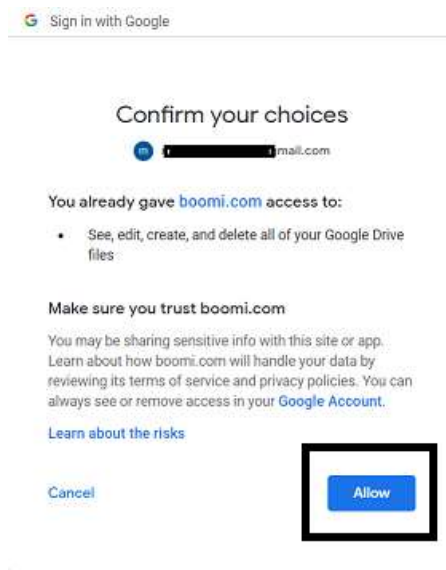 Sign in with Google
Confirm your choices
m mail.com
You already gave boomi.com access to:
• See, edit, create, and delete all of your Google Drive
files
Make sure you trust boomi.com
You may be sharing sensitive info with this site or app.
Learn about how boomi.com will handle your data by
reviewing its terms of service and privacy policies. You can
always see or remove access in your Google Account.
Learn about the risks
Cancel Allow